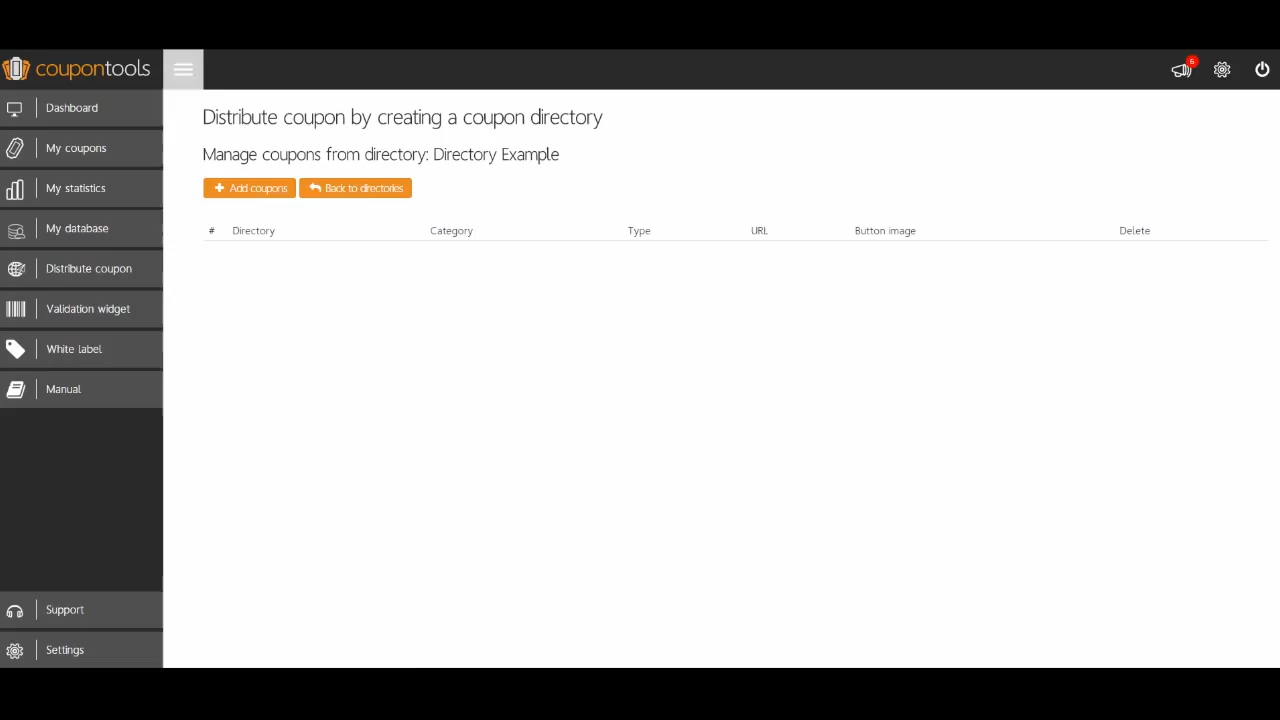 coupontools
5
Dashboard
My coupons
My statistics
My database
Distribute coupon
Validation widget
White label
Manual
Support
Settings
Distribute coupon by creating a coupon directory
Manage coupons from directory: Directory Example
Add coupons Back to directories
# Directory Category Type URL Button image Delete